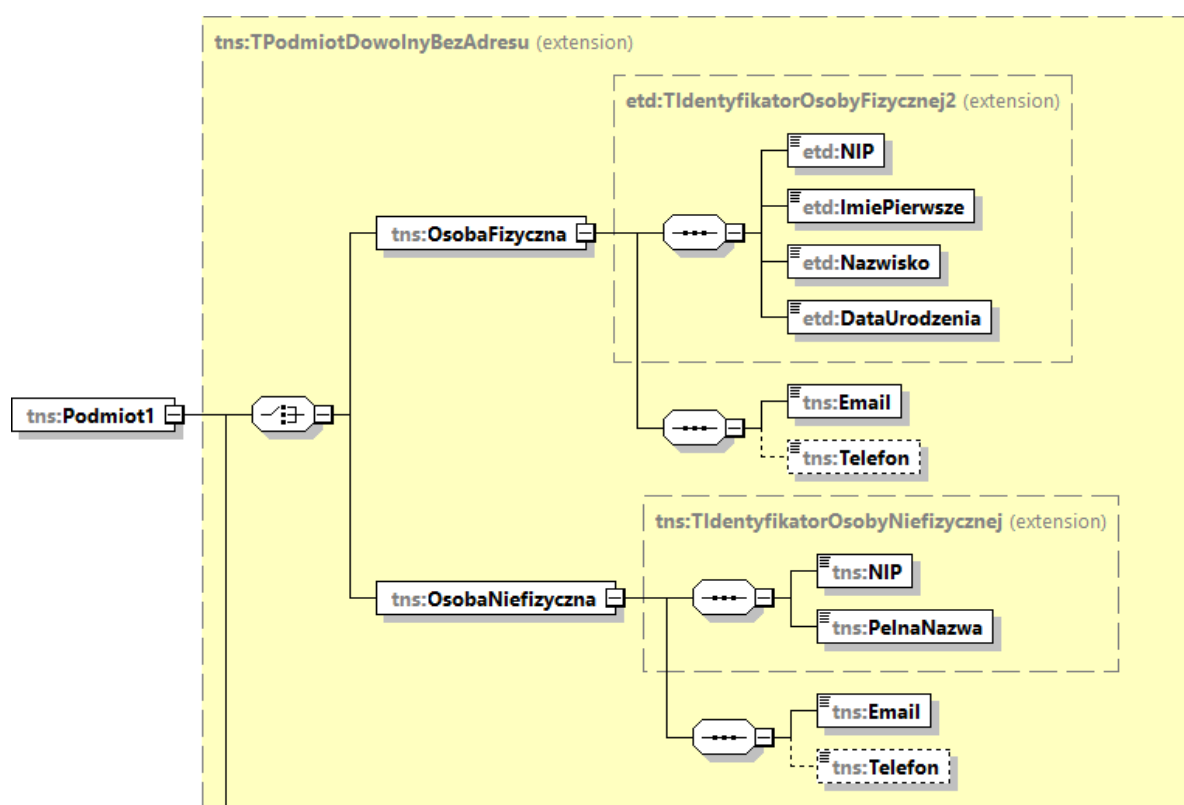 tns:TPodmiotDowolnyBezAdresu (extension)
etd:TIdentyfikatorOsobyFizycznej2 (extension)
etd:NIP
etd:ImiePierwsze
tns:OsobaFizyczna
etd:Nazwisko
etd:DataUrodzenia
tns:Podmiot1
tns:Email
tns:Telefon
tns:TIdentyfikatorOsobyNiefizycznej (extension)
tns:NIP
tns:OsobaNiefizyczna
tns:PelnaNazwa
tns:Email
tns:Telefon